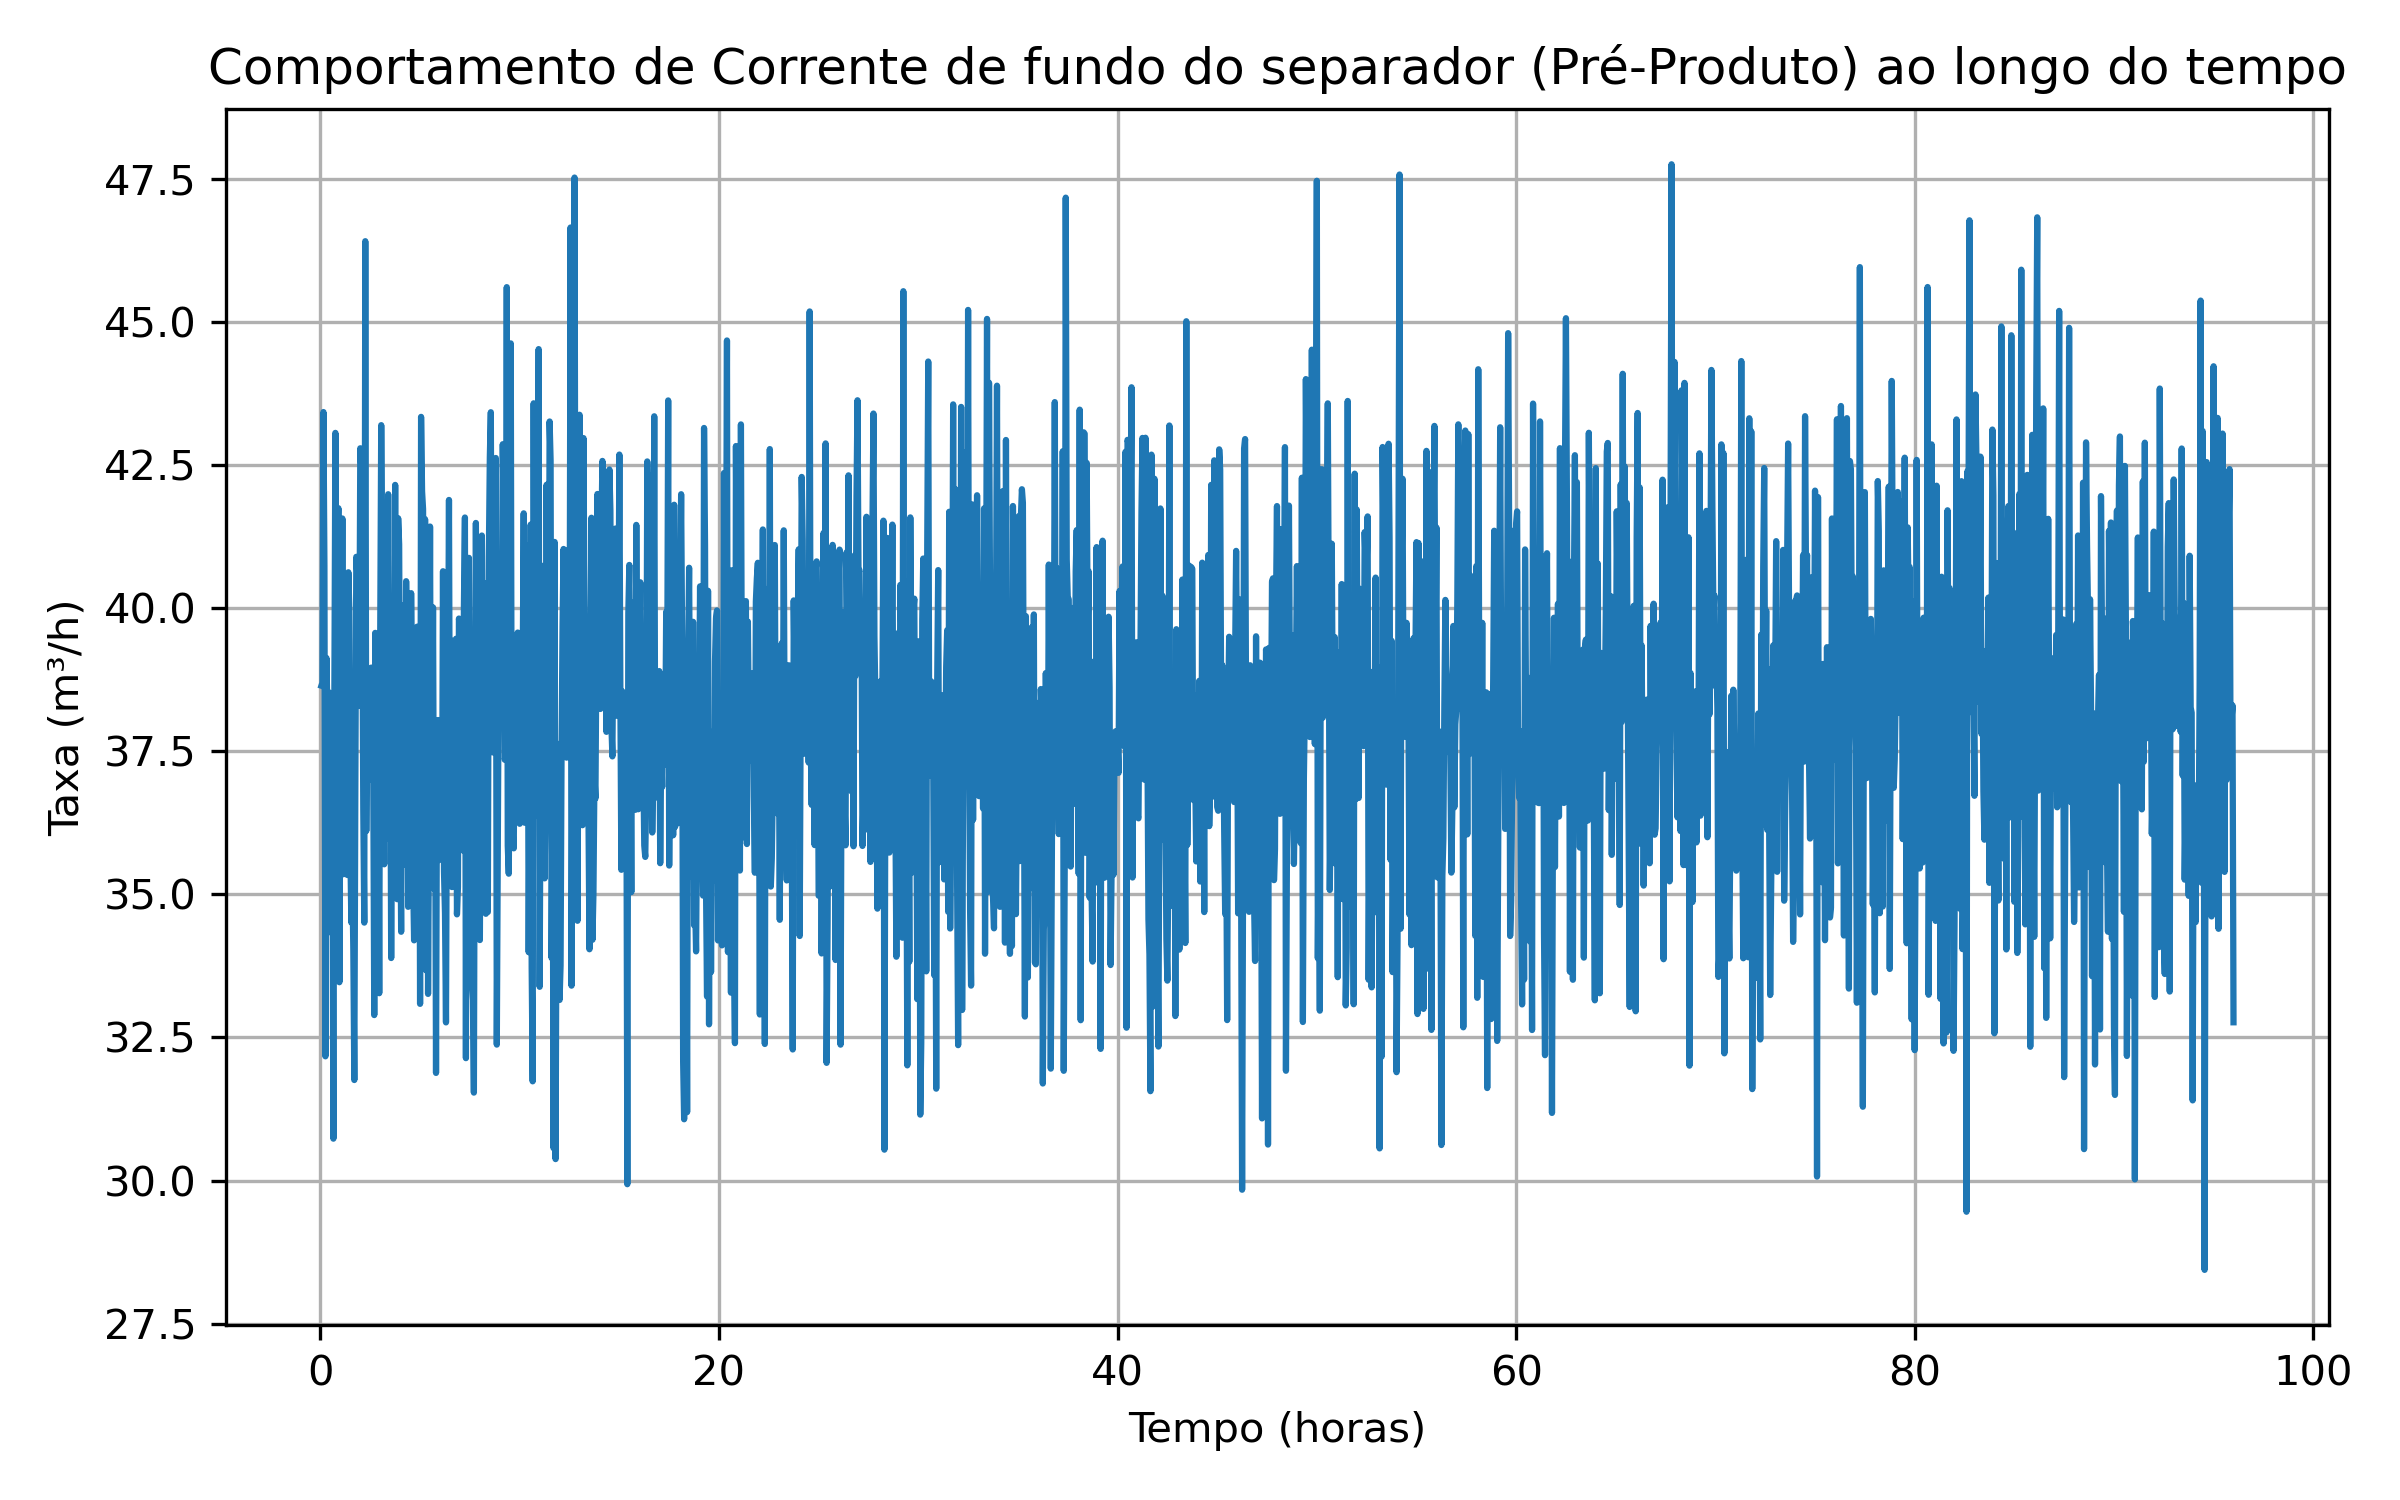 Comportamento de Corrente de fundo do separador (Pré-Produto) ao longo do tempo
47.5
45.0
42.5
40.0
37.5
35.0
32.5
30.0
27.5
Taxa (m³/h)
0 20 40 60 80 100
Tempo (horas)